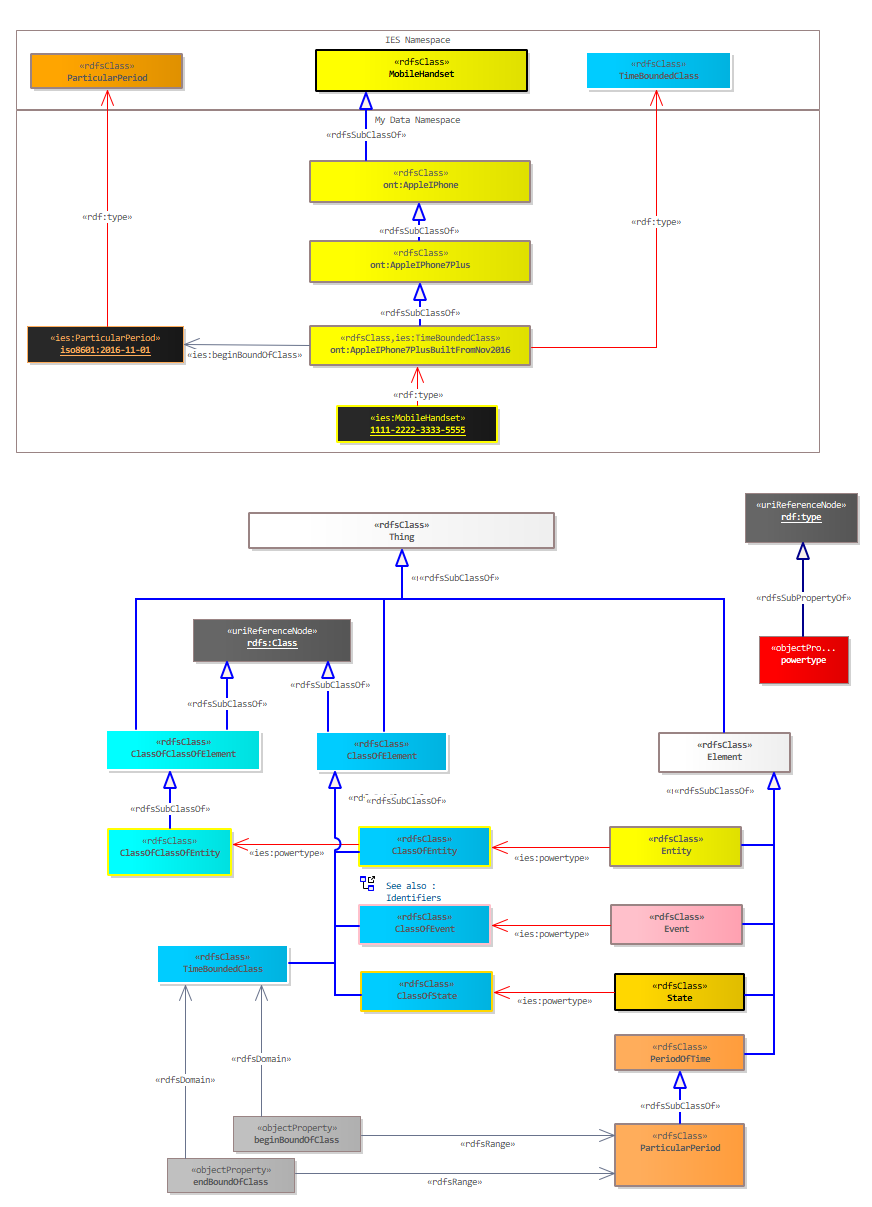 IES Namespace
«rdfsClass»
ParticularPeriod
«rdfsClass»
MobileHandset
«rdfsClass»
TimeBoundedClass
My Data Namespace
«rdfsSubClassOf»
«rdfsClass»
ont:AppleIPhone
«rdf:type»
«rdf:type»
«rdfsSubClassOf»
«rdfsClass»
ont:AppleIPhone7Plus
«rdfsSubClassOf»
«ies:ParticularPeriod»
iso8601:2016-11-01
«ies:beginBoundOfClass»
«rdfsClass,ies:TimeBoundedClass»
ont:AppleIPhone7PlusBuiltFromNov2016
«rdf:type»
«ies:MobileHandset»
1111-2222-3333-5555
«uriReferenceNode»
rdf:type
«rdfsClass»
Thing
«rdfsSubClassOf»
«rdfsSubPropertyOf»
«uriReferenceNode»
rdfs:Class
«objectPro...
powertype
«rdfsSubClassOf»
«rdfsSubClassOf»
«rdfsClass»
ClassOfClassOfElement
«rdfsClass»
ClassOfElement
«rdfsClass»
Element
«rdfsSubClassOf»
«rdfsSubClassOf»
«rdfsSubClassOf»
«rdfsClass»
ClassOfClassOfEntity
«ies:powertype»
«rdfsClass»
ClassOfEntity
«ies:powertype»
«rdfsClass»
Entity
See also :
Identifiers
«rdfsClass»
ClassOfEvent
«ies:powertype»
«rdfsClass»
Event
«rdfsClass»
TimeBoundedClass
«rdfsClass»
ClassOfState
«ies:powertype»
«rdfsClass»
State
«rdfsClass»
PeriodOfTime
«rdfsDomain»
«rdfsDomain»
«rdfsSubClassOf»
«objectProperty»
beginBoundOfClass
«rdfsRange»
«rdfsClass»
ParticularPeriod
«objectProperty»
endBoundOfClass
«rdfsRange»